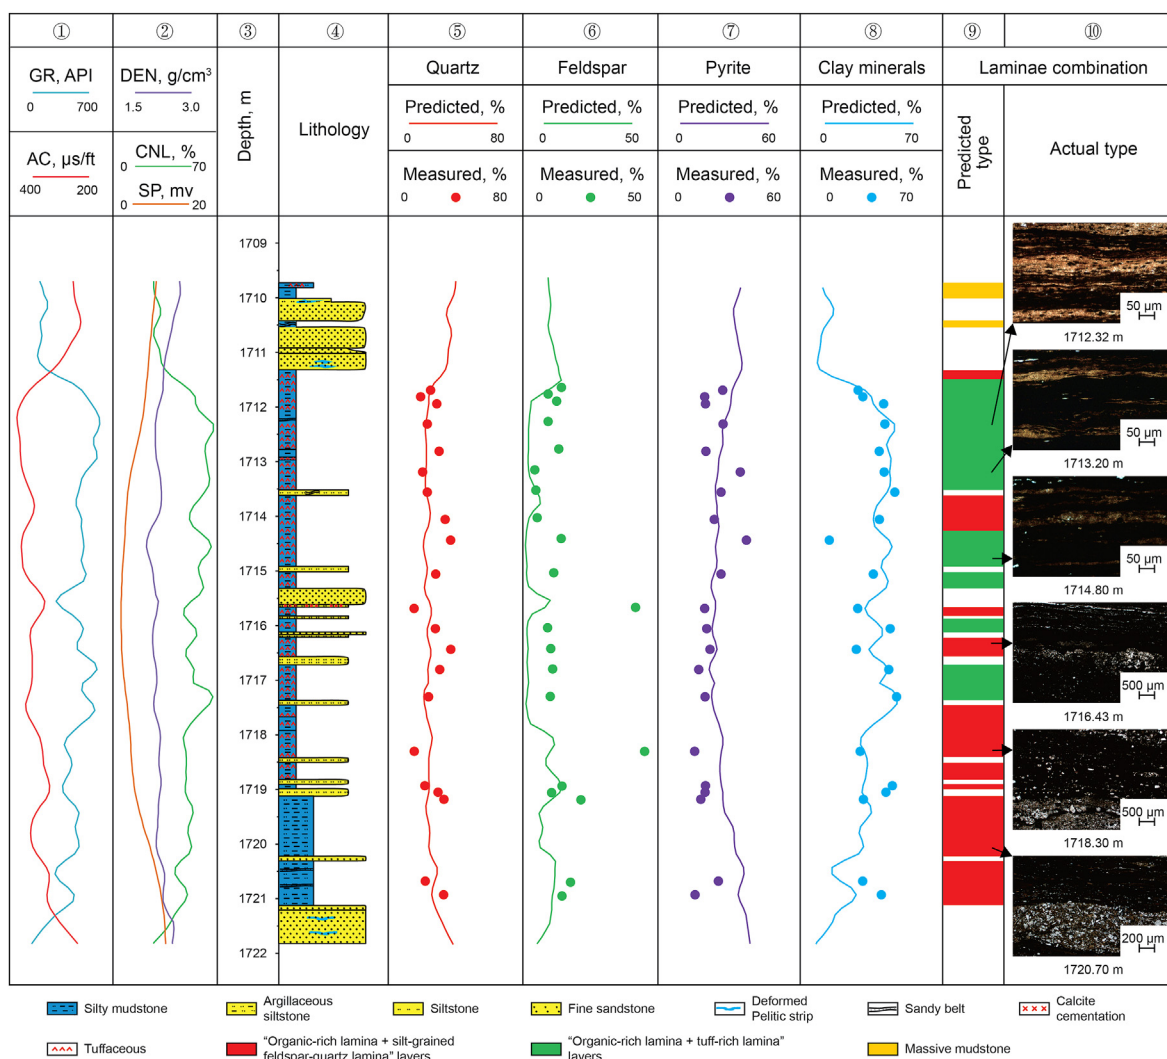 ① ② ③ ④ ⑤ ⑥ ⑦ ⑧ ⑨ ⑩
GR, API
0 700
AC, µs/ft
400 200
DEN, g/cm³
1.5 3.0
CNL, %
0 70
SP, mv
0 20
Depth, m
Lithology
Quartz
Predicted, %
0 80
Measured, %
0 80
Feldspar
Predicted, %
0 50
Measured, %
0 50
Pyrite
Predicted, %
0 60
Measured, %
0 60
Clay minerals
Predicted, %
0 70
Measured, %
0 70
Laminae combination
Predicted type
Actual type
1709
1710
1711
1712
1713
1714
1715
1716
1717
1718
1719
1720
1721
1722
50 µm
1712.32 m
50 µm
1713.20 m
50 µm
1714.80 m
500 µm
1716.43 m
500 µm
1718.30 m
200 µm
1720.70 m
Silty mudstone
Argillaceous
siltstone
Siltstone
Fine sandstone
Deformed
Pelitic strip
Sandy belt
Calcite
cementation
Tuffaceous
"Organic-rich lamina + silt-grained
feldspar-quartz lamina" layers
"Organic-rich lamina + tuff-rich lamina"
layers
Massive mudstone